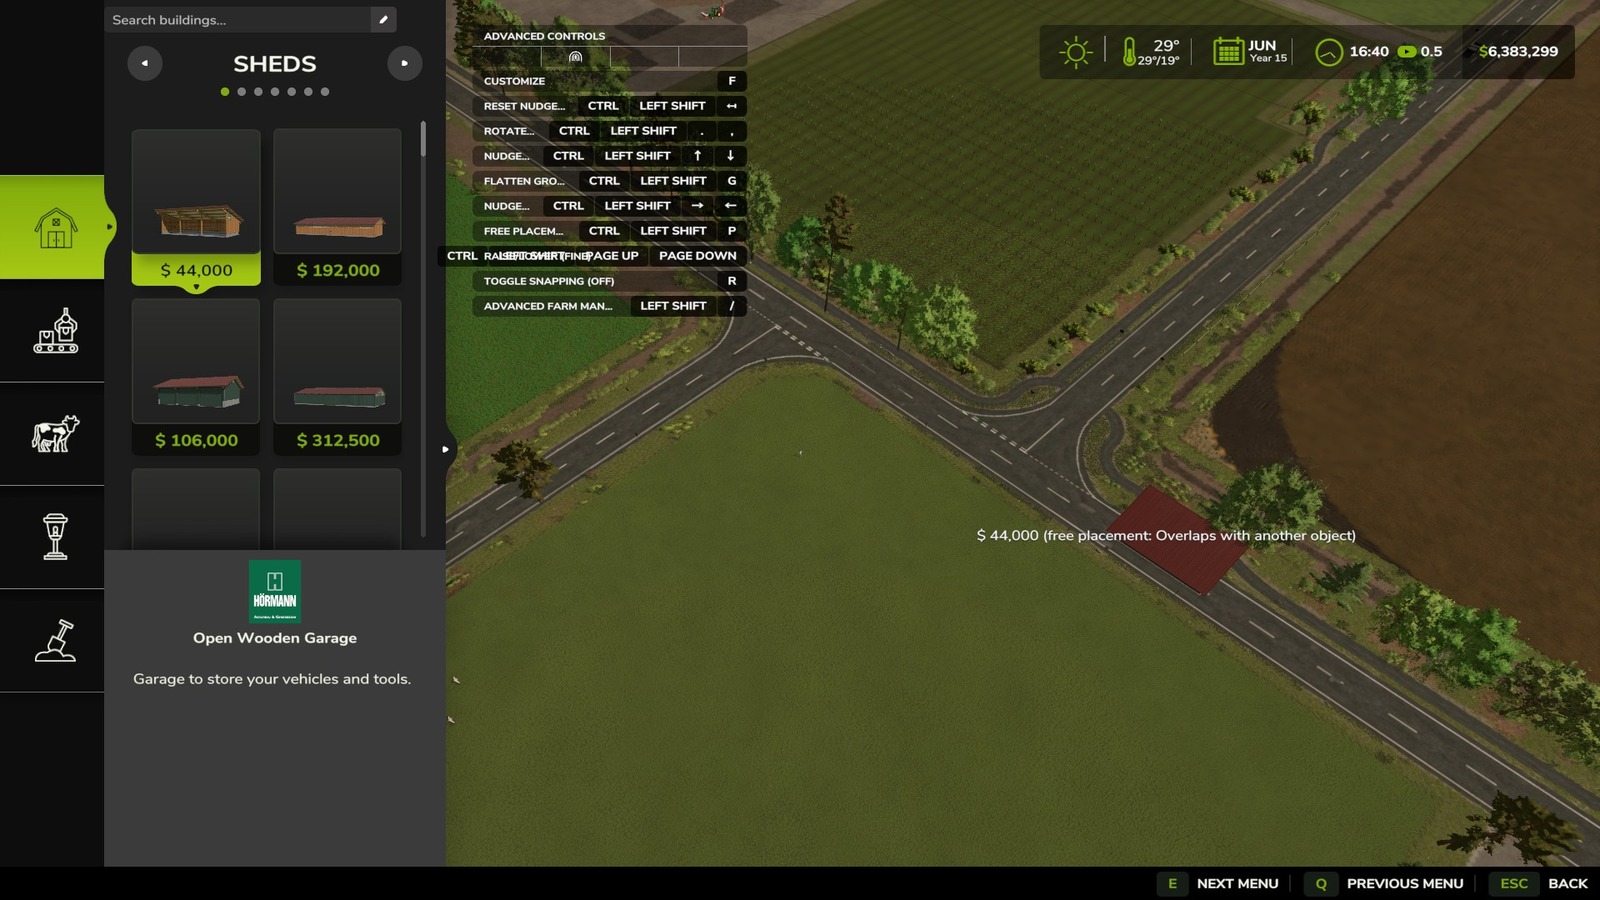 Search buildings...
SHEDS
$ 44,000
$ 192,000
$ 106,000
$ 312,500
HÖRMANN
Open Wooden Garage
Garage to store your vehicles and tools.
ADVANCED CONTROLS
CUSTOMIZE F
RESET NUDGE... CTRL LEFT SHIFT
ROTATE... CTRL LEFT SHIFT . ,
NUDGE... CTRL LEFT SHIFT ↑ ↓
FLATTEN GRO... CTRL LEFT SHIFT G
NUDGE... CTRL LEFT SHIFT → ←
FREE PLACEM... CTRL LEFT SHIFT P
CTRL LEFT SHIFT PAGE UP PAGE DOWN
TOGGLE SNAPPING (OFF) R
ADVANCED FARM MAN... LEFT SHIFT /
29°
29°/19°
JUN
Year 15
16:40
0.5
$6,383,299
$ 44,000 (free placement: Overlaps with another object)
E NEXT MENU
Q PREVIOUS MENU
ESC BACK